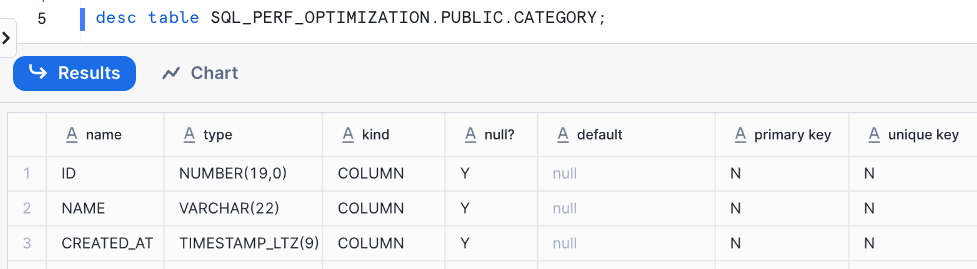 5 desc table SQL_PERF_OPTIMIZATION.PUBLIC.CATEGORY;
Results Chart
A name A type A kind A null? A default A primary key A unique key
1 ID NUMBER(19,0) COLUMN Y null N N
2 NAME VARCHAR(22) COLUMN Y null N N
3 CREATED_AT TIMESTAMP_LTZ(9) COLUMN Y null N N